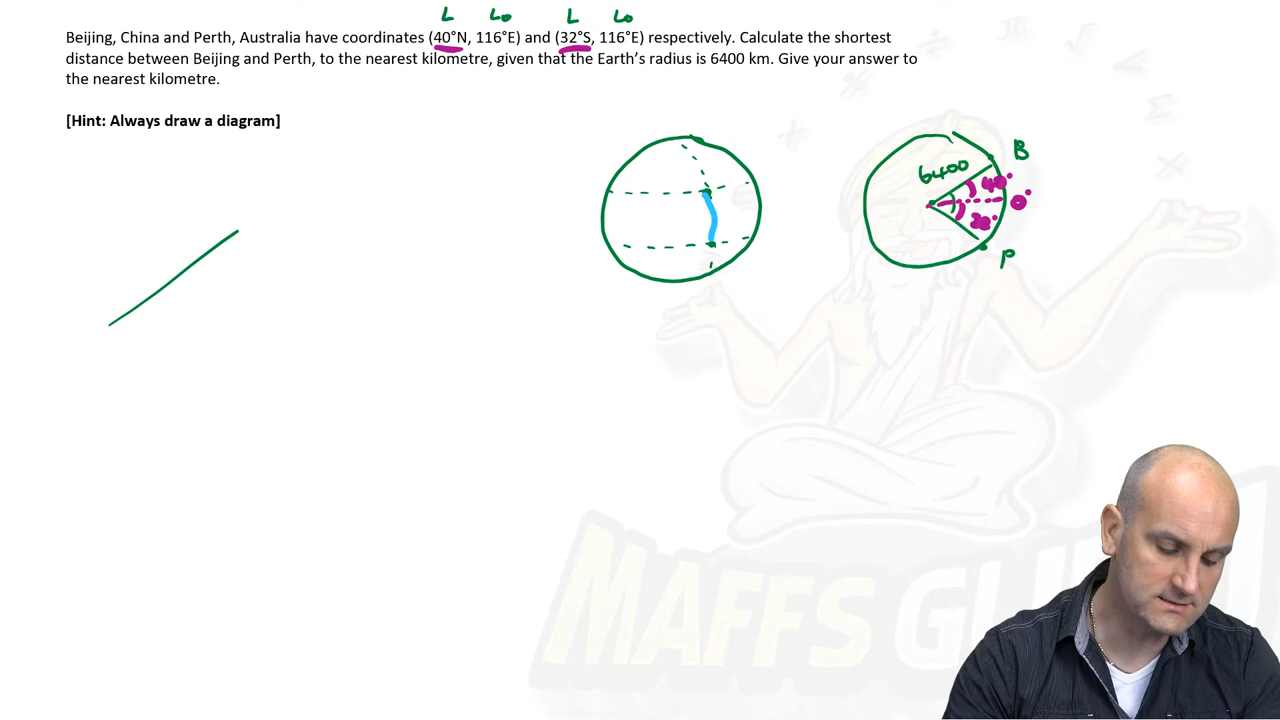 L Lo L Lo
Beijing, China and Perth, Australia have coordinates (40°N, 116°E) and (32°S, 116°E) respectively. Calculate the shortest
distance between Beijing and Perth, to the nearest kilometre, given that the Earth’s radius is 6400 km. Give your answer to
the nearest kilometre.
[Hint: Always draw a diagram]
B
6400
40°
0°
32°
P
MAFFS GU